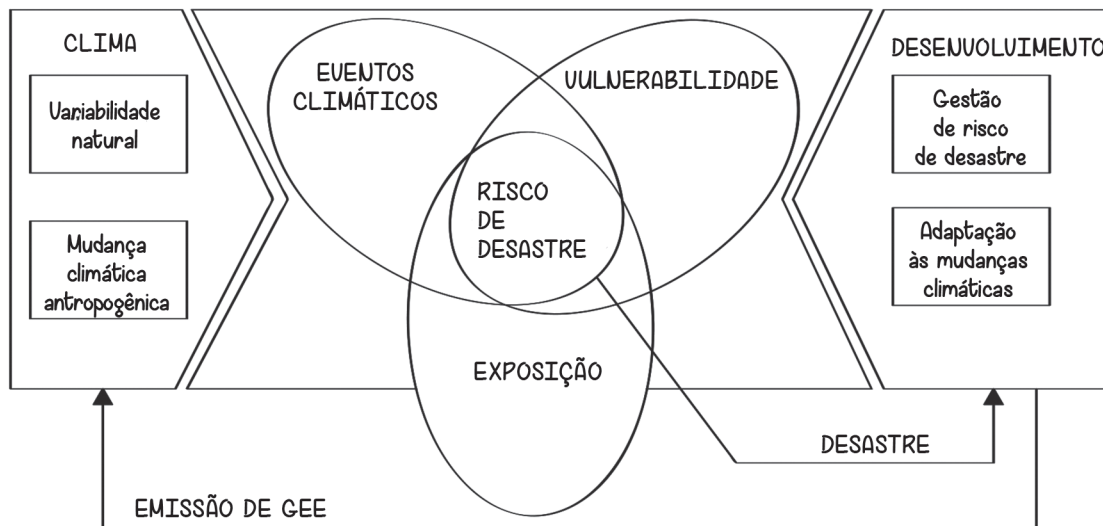 CLIMA
Variabilidade
natural
Mudança
climática
antropogênica
EVENTOS
CLIMÁTICOS
VULNERABILIDADE
RISCO
DE
DESASTRE
EXPOSIÇÃO
DESENVOLVIMENTO
Gestão
de risco
de desastre
Adaptação
às mudanças
climáticas
DESASTRE
EMISSÃO DE GEE